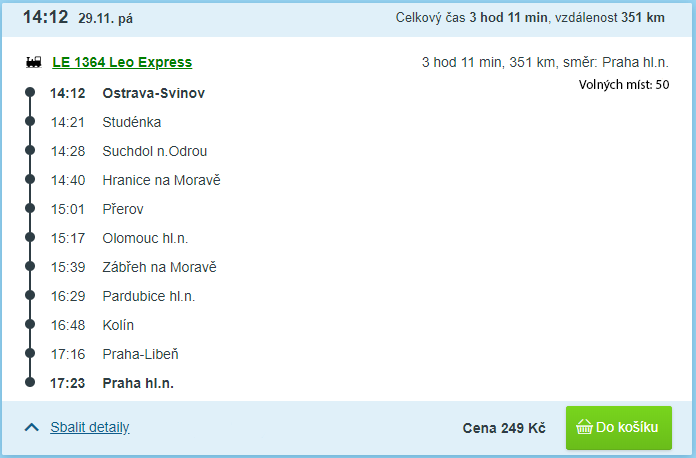 14:12 29.11. pá Celkový čas 3 hod 11 min, vzdálenost 351 km
LE 1364 Leo Express 3 hod 11 min, 351 km, směr: Praha hl.n.
Volných míst: 50
14:12 Ostrava-Svinov
14:21 Studénka
14:28 Suchdol n.Odrou
14:40 Hranice na Moravě
15:01 Přerov
15:17 Olomouc hl.n.
15:39 Zábřeh na Moravě
16:29 Pardubice hl.n.
16:48 Kolín
17:16 Praha-Libeň
17:23 Praha hl.n.
Sbalit detaily Cena 249 Kč Do košíku